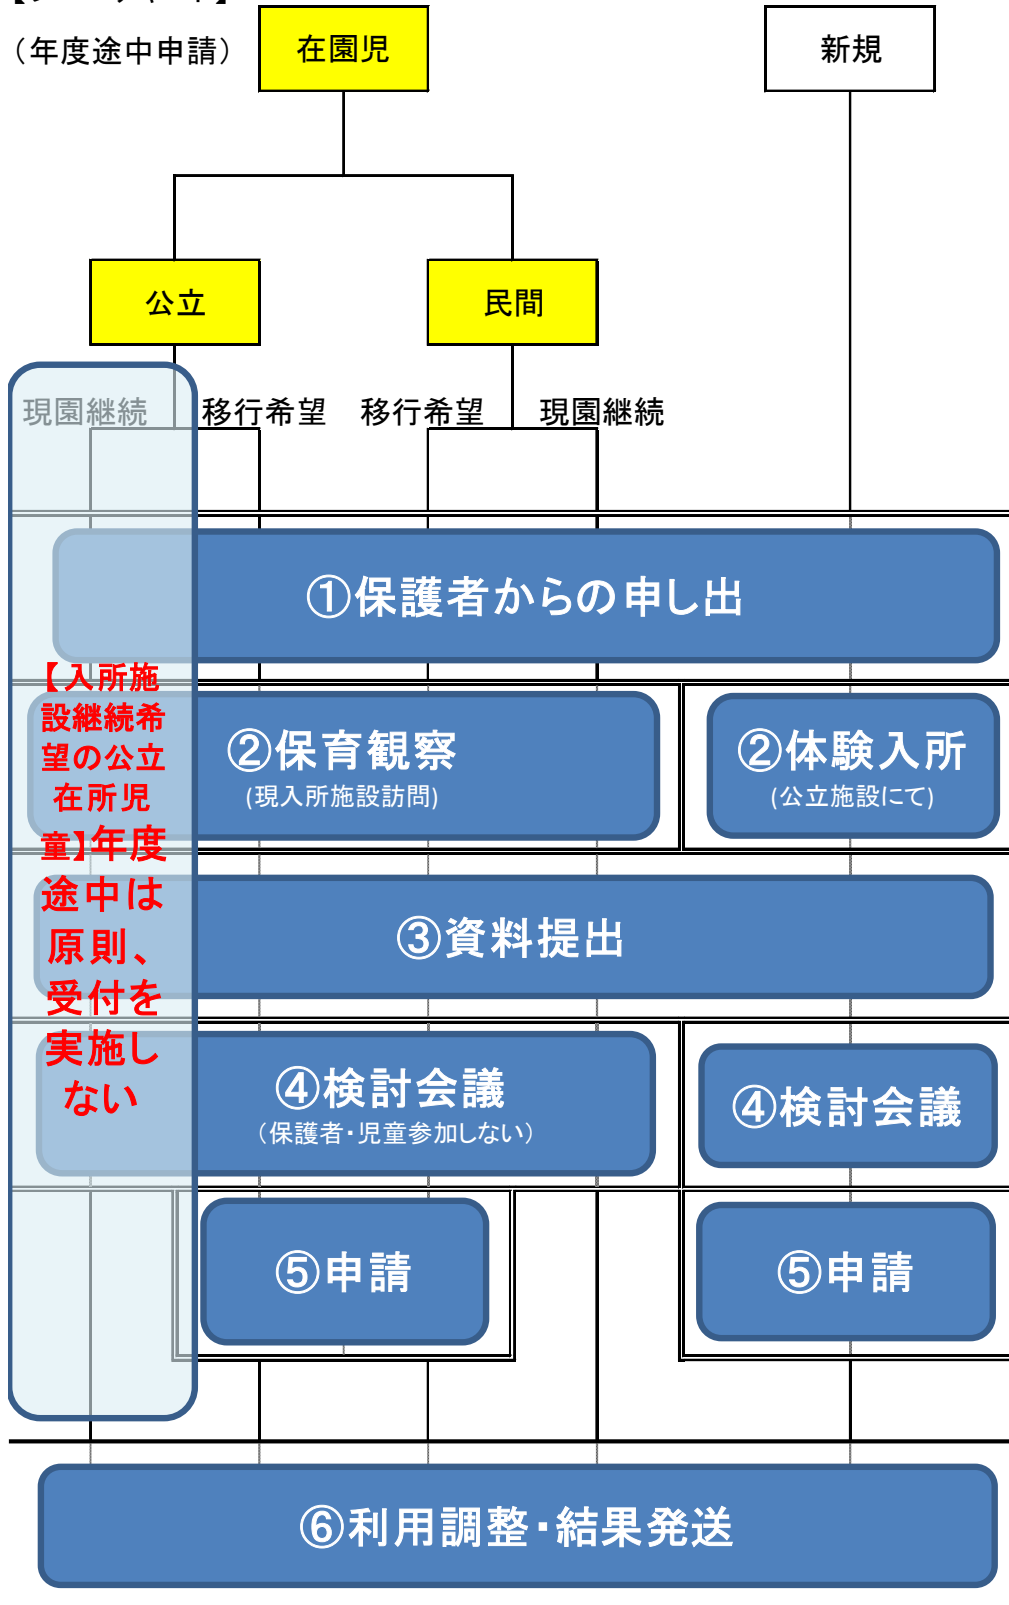 （年度途中申請）
在園児
新規
公立
民間
現園継続
移行希望
移行希望
現園継続
①保護者からの申し出
【入所施
設継続希
望の公立
在所児
童】年度
途中は
原則、
受付を
実施し
ない
②保育観察
(現入所施設訪問)
②体験入所
(公立施設にて)
③資料提出
④検討会議
（保護者・児童参加しない）
④検討会議
⑤申請
⑤申請
⑥利用調整・結果発送